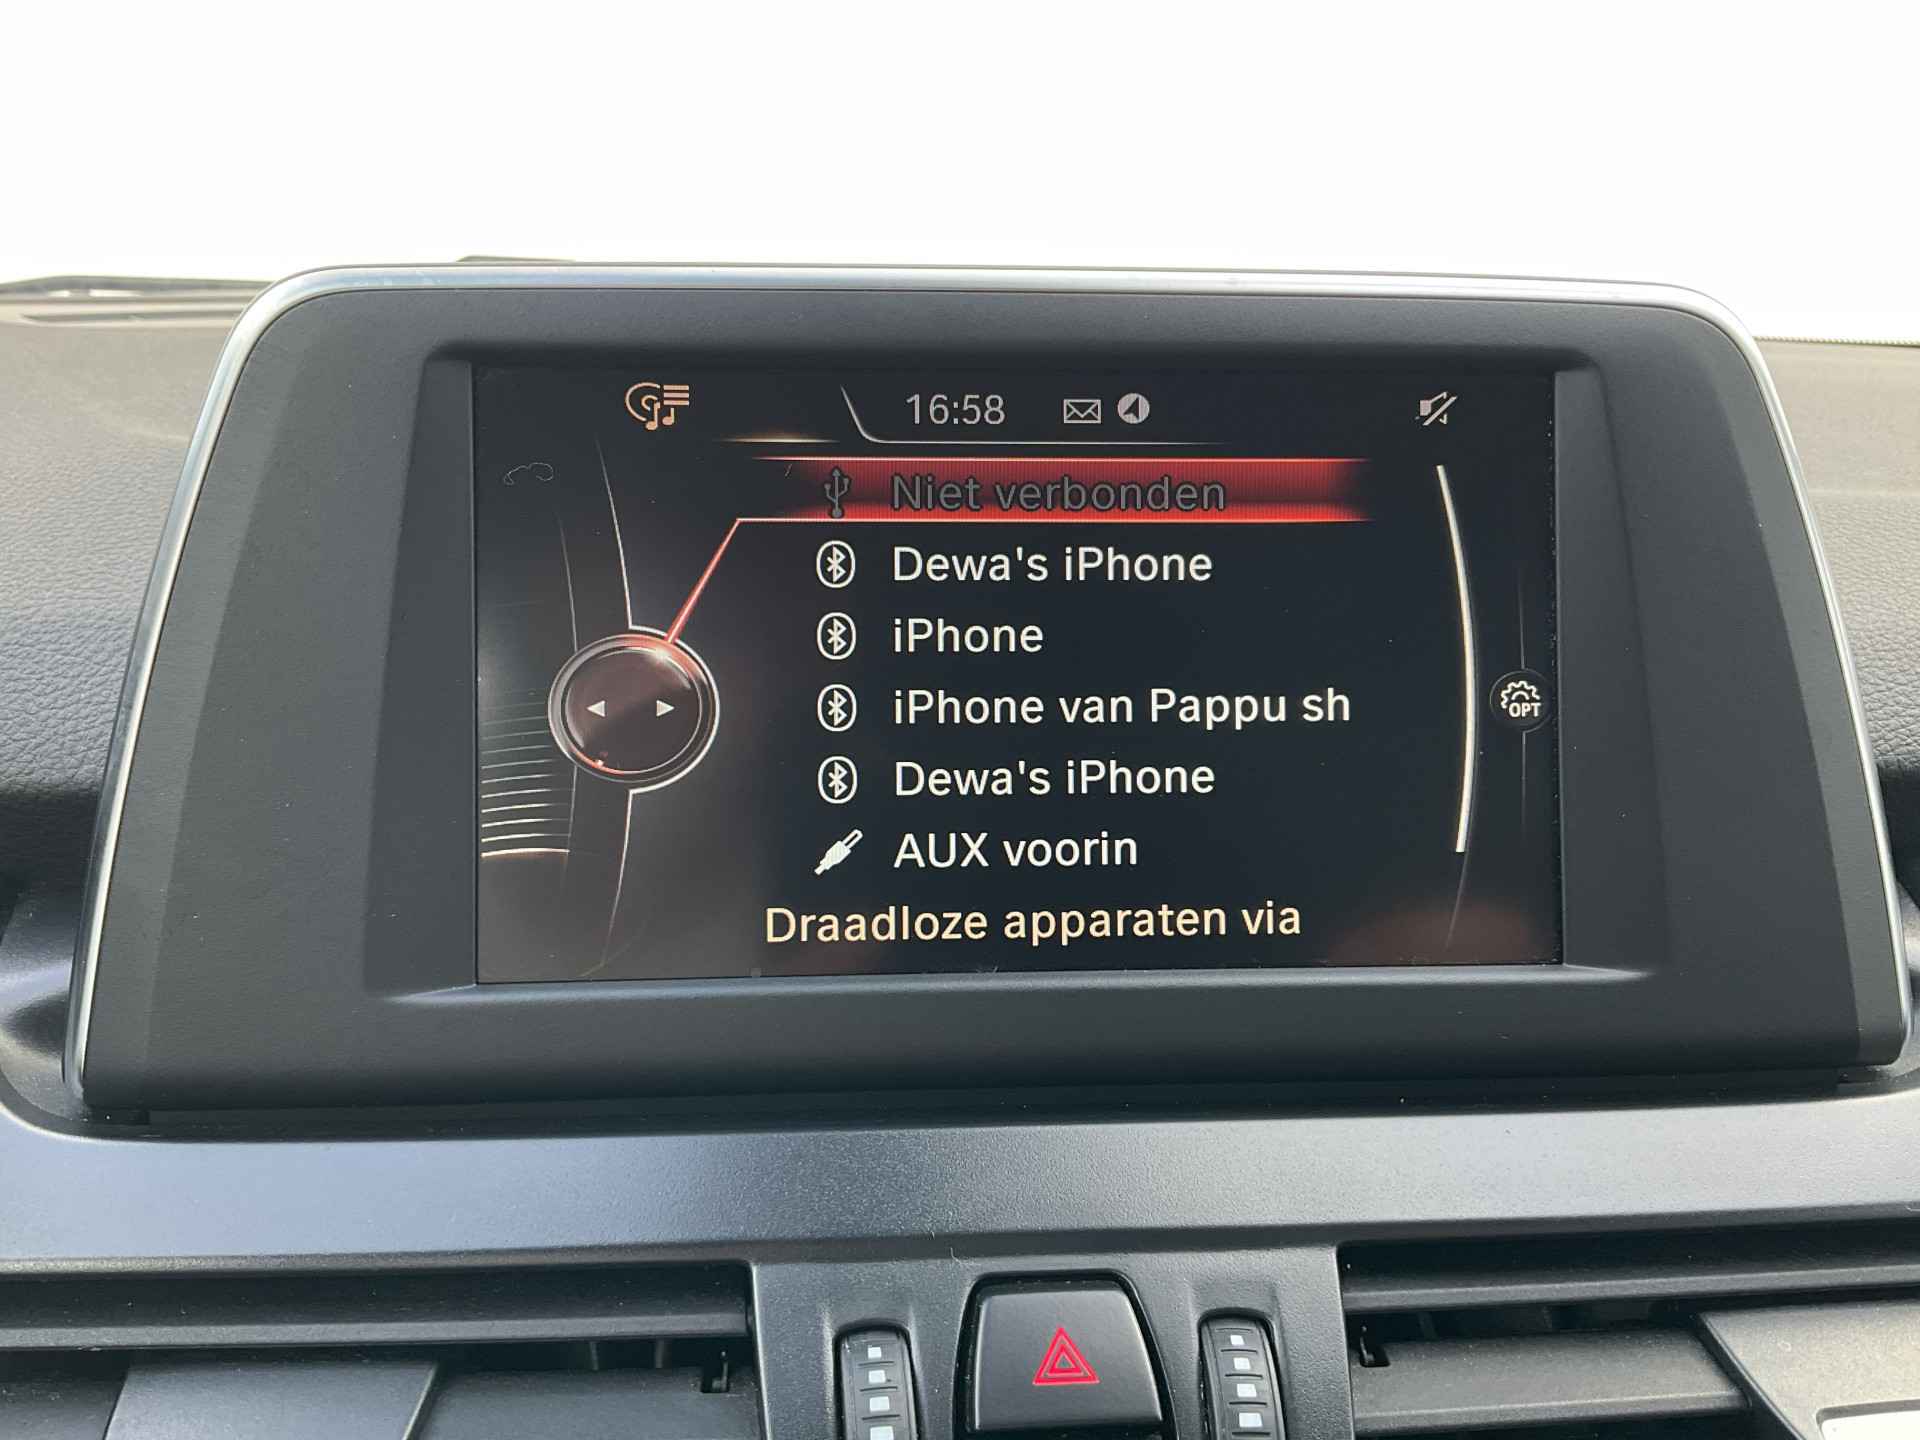 16:58
Niet verbonden
Dewa's iPhone
iPhone
iPhone van Pappu sh
OPT
Dewa's iPhone
AUX voorin
Draadloze apparaten via